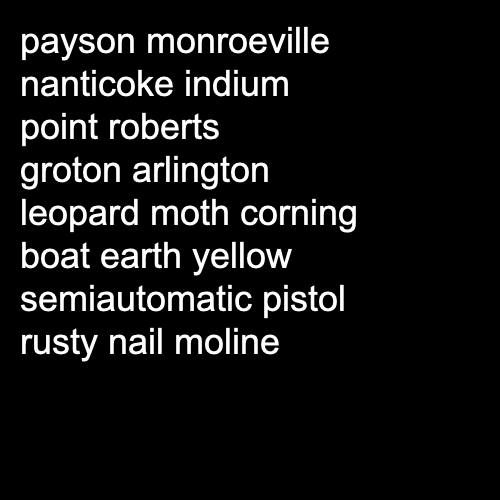 payson monroeville
nanticoke indium
point roberts
groton arlington
leopard moth corning
boat earth yellow
semiautomatic pistol
rusty nail moline